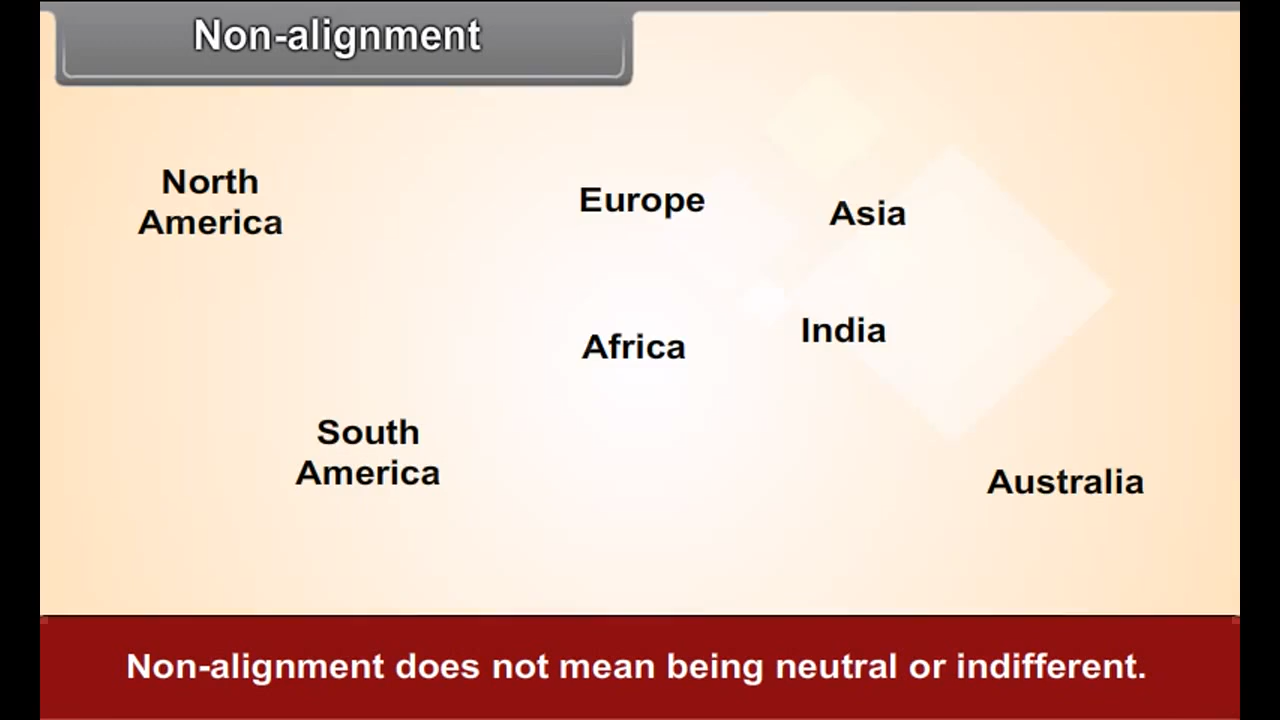 Non-alignment
North
America
Europe
Asia
Africa
India
South
America
Australia
Non-alignment does not mean being neutral or indifferent.